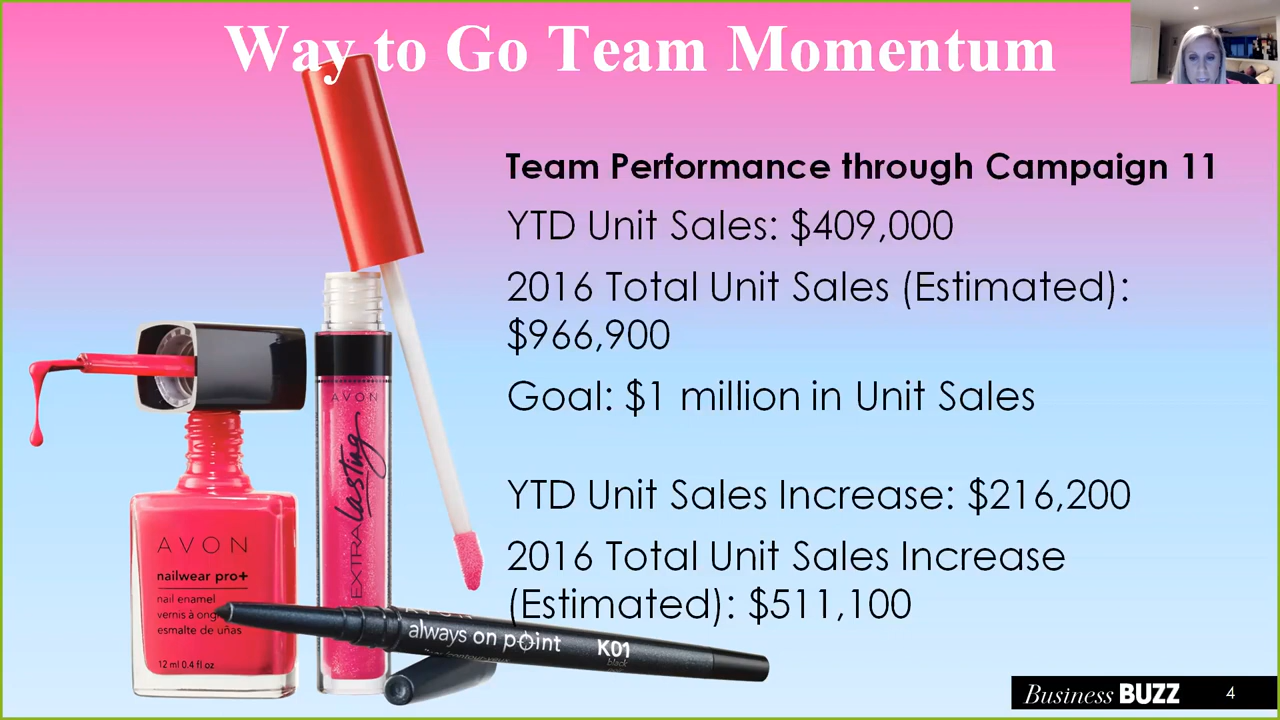 Way to Go Team Momentum
Team Performance through Campaign 11
YTD Unit Sales: $409,000
2016 Total Unit Sales (Estimated):
$966,900
Goal: $1 million in Unit Sales
YTD Unit Sales Increase: $216,200
2016 Total Unit Sales Increase
(Estimated): $511,100
AVON
EXTRA lasting
AVON
nailwear pro+
nail enamel
vernis à ong
esmalte de uñas
12 ml 0.4 fl oz
always on point
K01
black
Business BUZZ 4